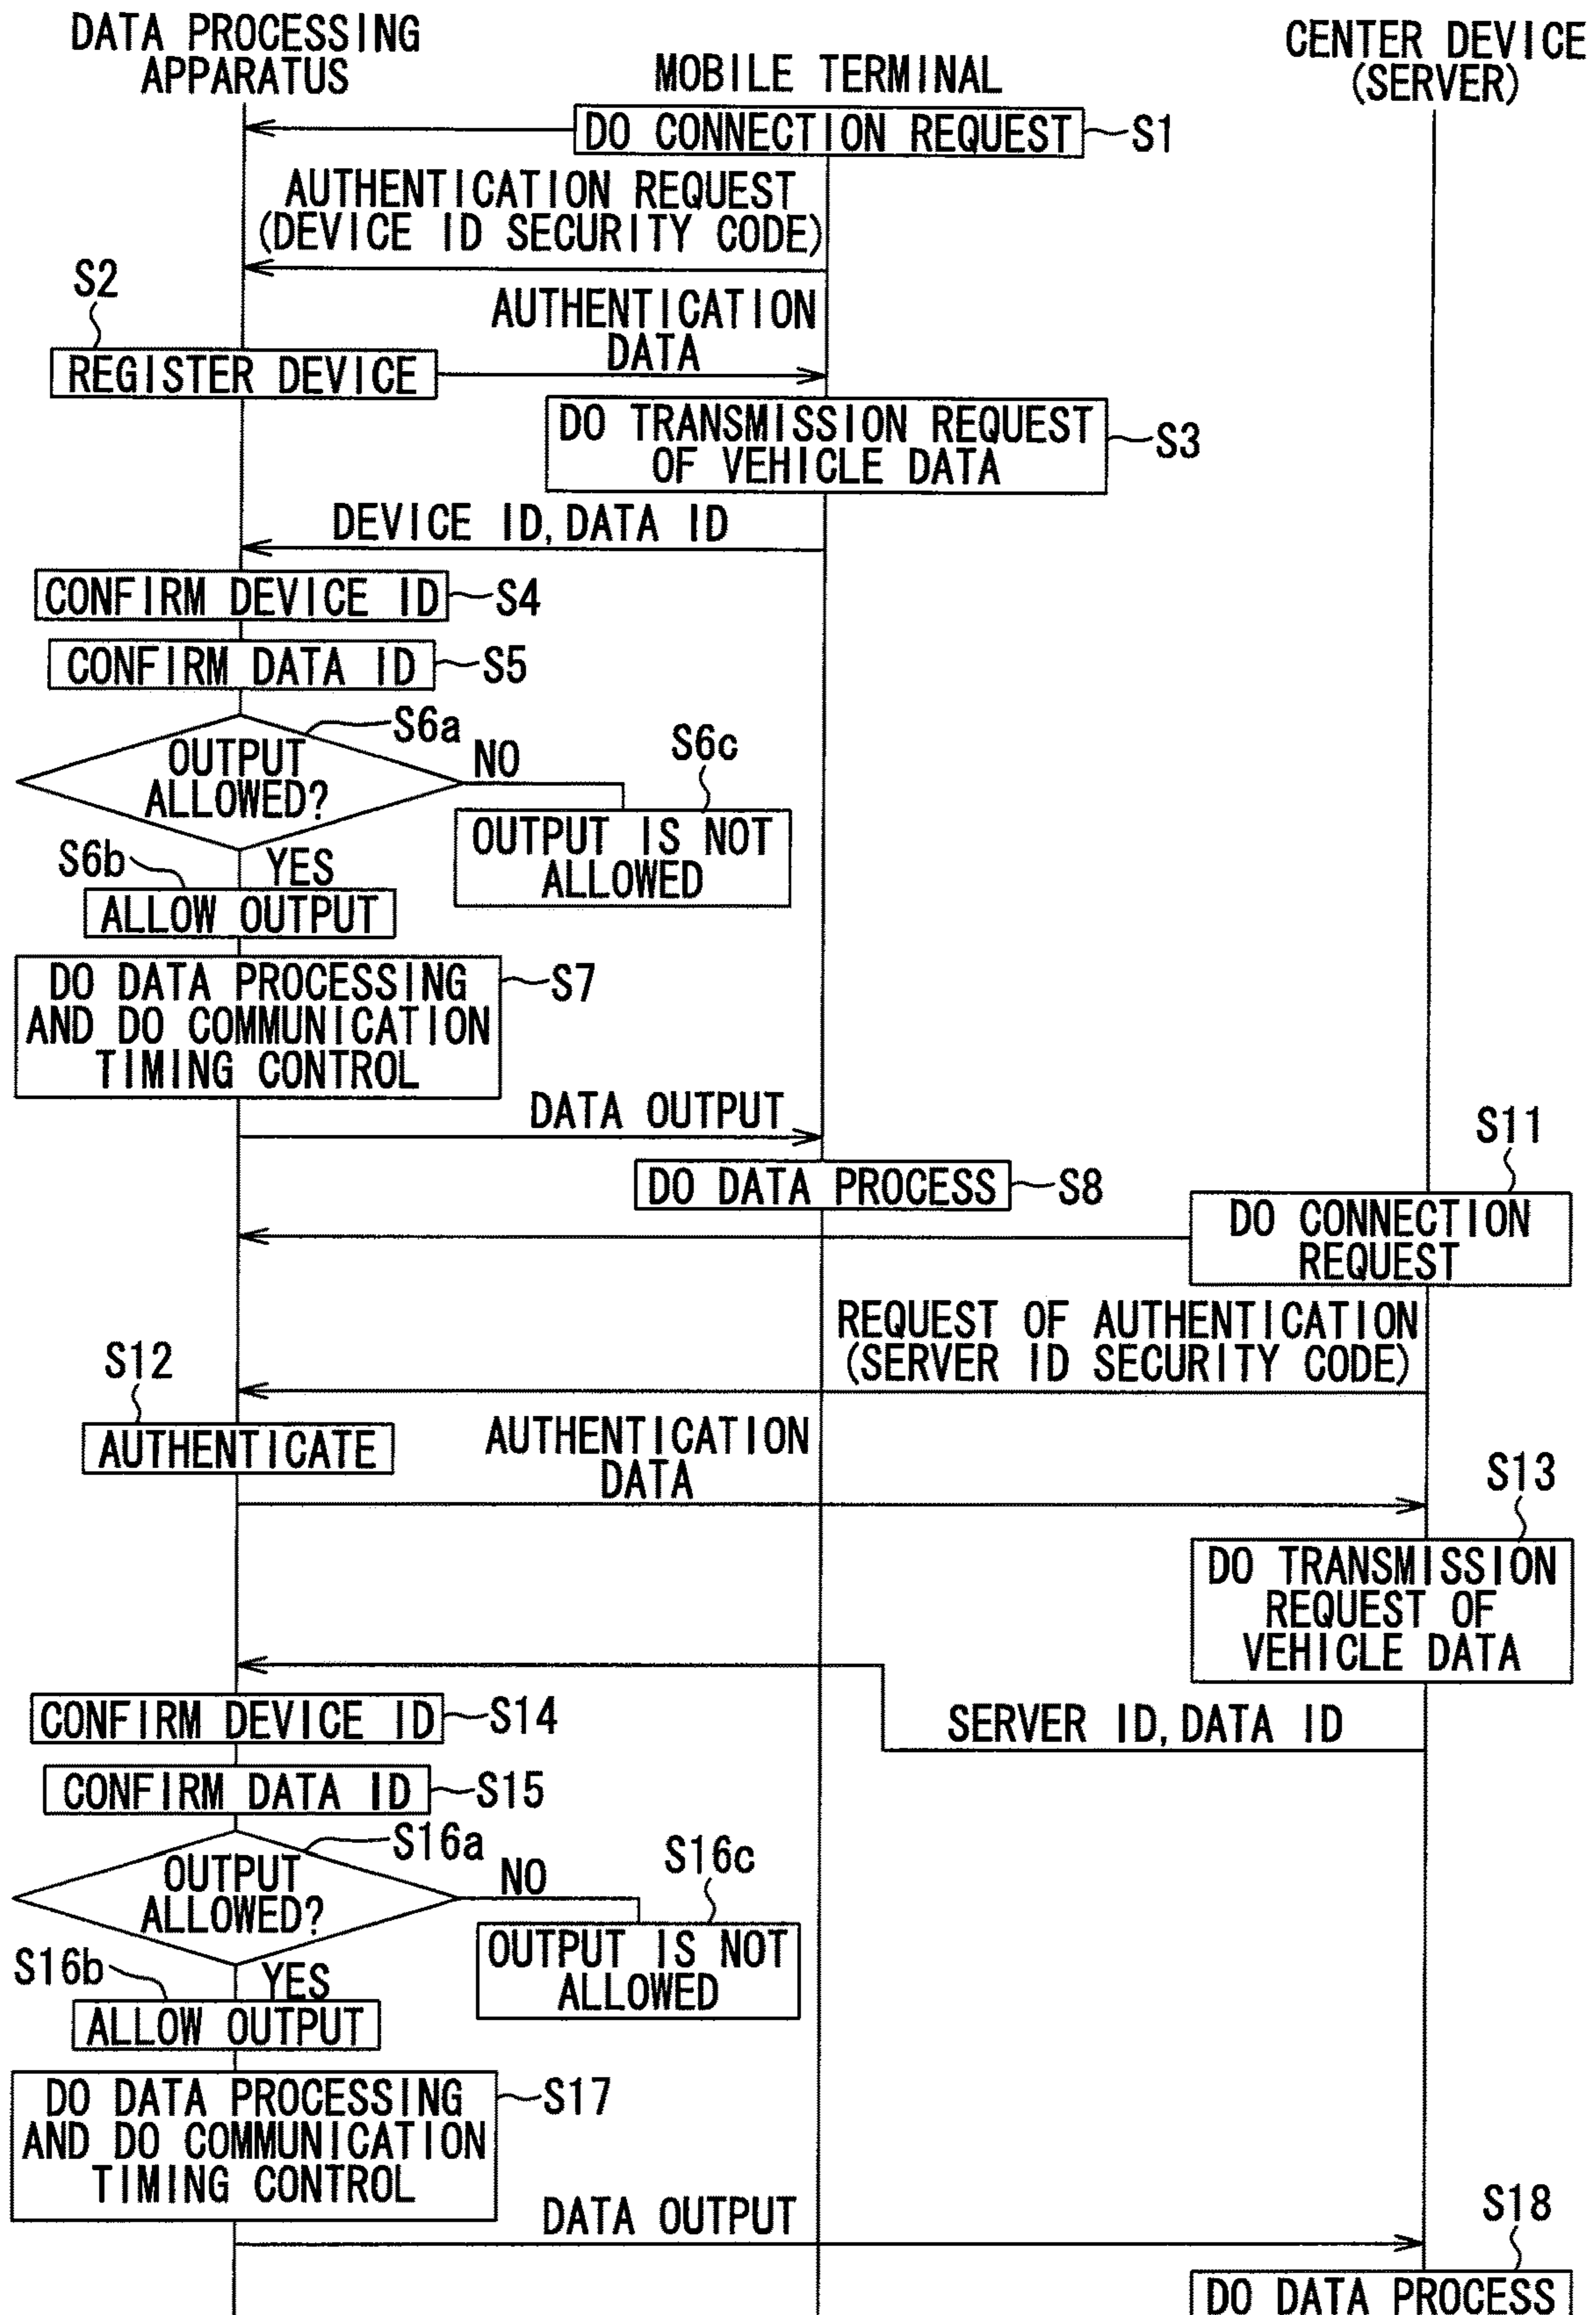 DATA PROCESSING
APPARATUS
MOBILE TERMINAL
CENTER DEVICE
(SERVER)
DO CONNECTION REQUEST
S1
AUTHENTICATION REQUEST
(DEVICE ID SECURITY CODE)
S2
AUTHENTICATION
DATA
REGISTER DEVICE
DO TRANSMISSION REQUEST
OF VEHICLE DATA
S3
DEVICE ID, DATA ID
CONFIRM DEVICE ID
S4
CONFIRM DATA ID
S5
S6a
OUTPUT
ALLOWED?
NO
S6c
OUTPUT IS NOT
ALLOWED
S6b
YES
ALLOW OUTPUT
DO DATA PROCESSING
AND DO COMMUNICATION
TIMING CONTROL
S7
DATA OUTPUT
DO DATA PROCESS
S8
S11
DO CONNECTION
REQUEST
REQUEST OF AUTHENTICATION
(SERVER ID SECURITY CODE)
S12
AUTHENTICATE
AUTHENTICATION
DATA
S13
DO TRANSMISSION
REQUEST OF
VEHICLE DATA
SERVER ID, DATA ID
CONFIRM DEVICE ID
S14
CONFIRM DATA ID
S15
S16a
OUTPUT
ALLOWED?
NO
S16c
OUTPUT IS NOT
ALLOWED
S16b
YES
ALLOW OUTPUT
DO DATA PROCESSING
AND DO COMMUNICATION
TIMING CONTROL
S17
DATA OUTPUT
S18
DO DATA PROCESS